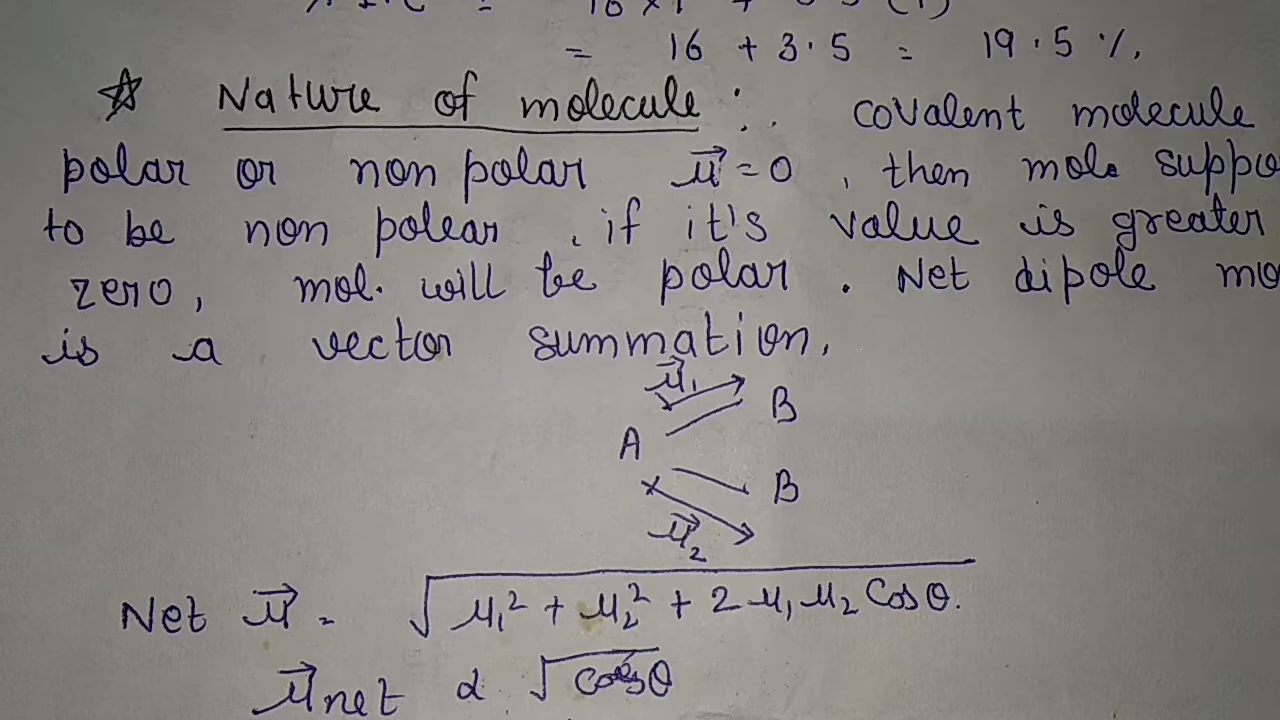 = 16 + 3.5 = 19.5 %.
☆ Nature of molecule :. covalent molecule
polar or non polar μ⃗ = 0 , then mole suppo
to be non polear . if it's value is greater
zero, mol. will be polar . Net dipole mo
is a vector summation.
μ⃗₁
B
A
B
μ⃗₂
Net μ⃗ = √(μ₁² + μ₂² + 2 μ₁ μ₂ Cos θ.)
μ⃗ net α √cosθ